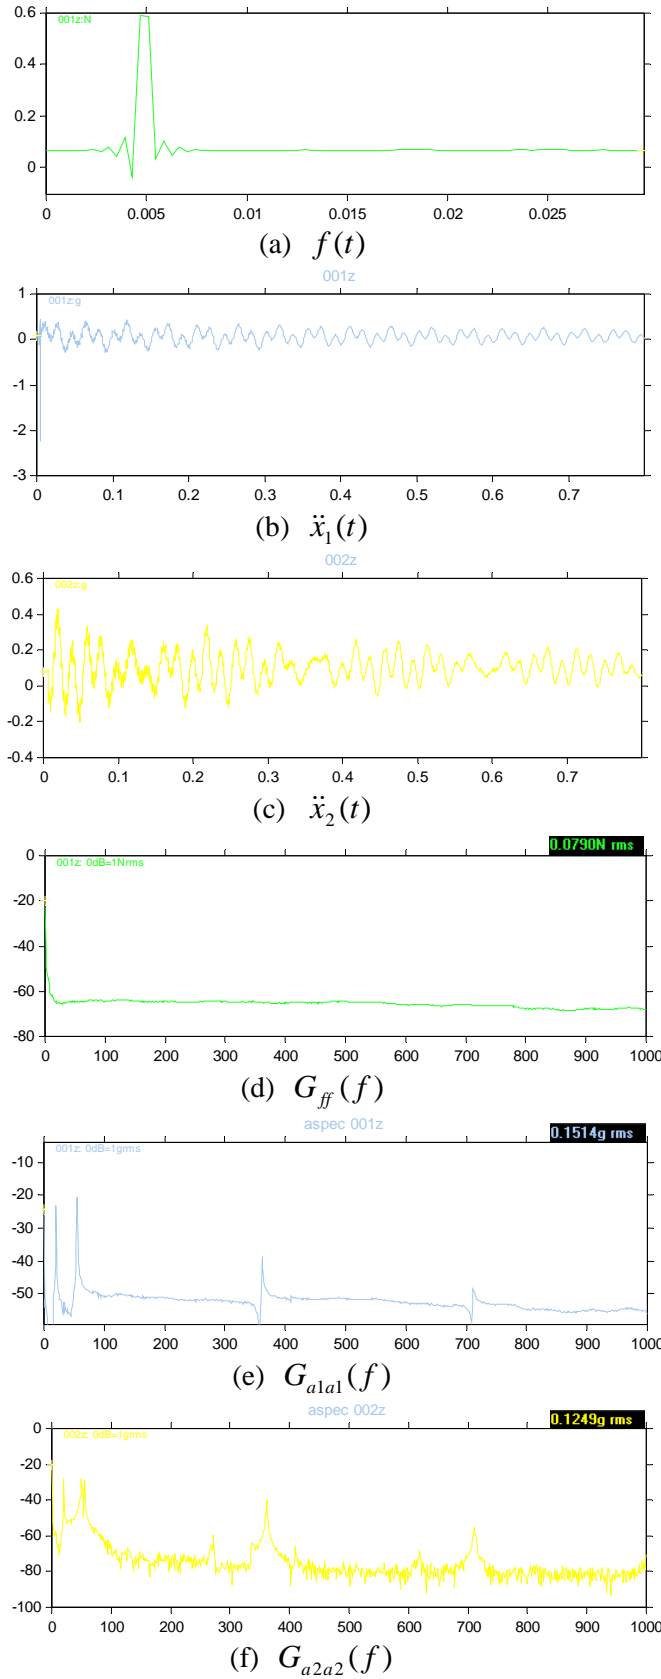 0.6
001z:N
0.4
0.2
0
0 0.005 0.01 0.015 0.02 0.025
(a) f(t)
001z
1
001z:g
0
-1
-2
-3
0 0.1 0.2 0.3 0.4 0.5 0.6 0.7
(b) ẍ₁(t)
002z
0.6
002z:g
0.4
0.2
0
-0.2
-0.4
0 0.1 0.2 0.3 0.4 0.5 0.6 0.7
(c) ẍ₂(t)
0.0790N rms
0
001z: 0dB=1Nrms
-20
-40
-60
-80
0 100 200 300 400 500 600 700 800 900 1000
(d) G_ff(f)
aspec 001z
0.1514g rms
001z: 0dB=1grms
-10
-20
-30
-40
-50
0 100 200 300 400 500 600 700 800 900 1000
(e) G_a1a1(f)
aspec 002z
0.1249g rms
0
002z: 0dB=1grms
-20
-40
-60
-80
-100
0 100 200 300 400 500 600 700 800 900 1000
(f) G_a2a2(f)